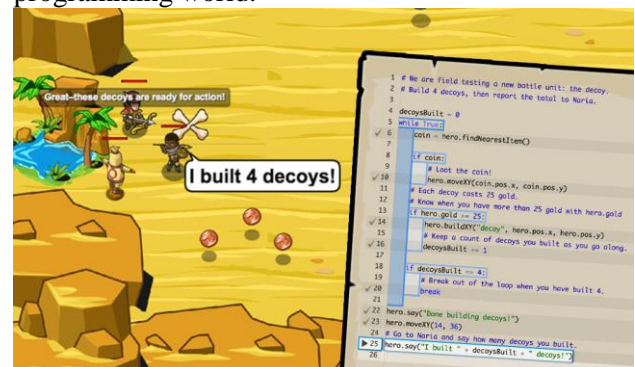 programming world.
Great–these decoys are ready for action!
I built 4 decoys!
1 # We are field testing a new battle unit: the decoy.
2 # Build 4 decoys, then report the total to Naria.
3
4 decoysBuilt = 0
5 while True:
6 coin = hero.findNearestItem()
7
8 if coin:
9 # Loot the coin!
10 hero.moveXY(coin.pos.x, coin.pos.y)
11 # Each decoy costs 25 gold.
12 # Know when you have more than 25 gold with hero.gold
13 if hero.gold >= 25:
14 hero.buildXY("decoy", hero.pos.x, hero.pos.y)
15 # Keep a count of decoys you built as you go along.
16 decoysBuilt += 1
17
18 if decoysBuilt == 4:
19 # Break out of the loop when you have built 4.
20 break
21
22 hero.say("Done building decoys!")
23 hero.moveXY(14, 36)
24 # Go to Naria and say how many decoys you built.
25 hero.say("I built " + decoysBuilt + " decoys!")
26